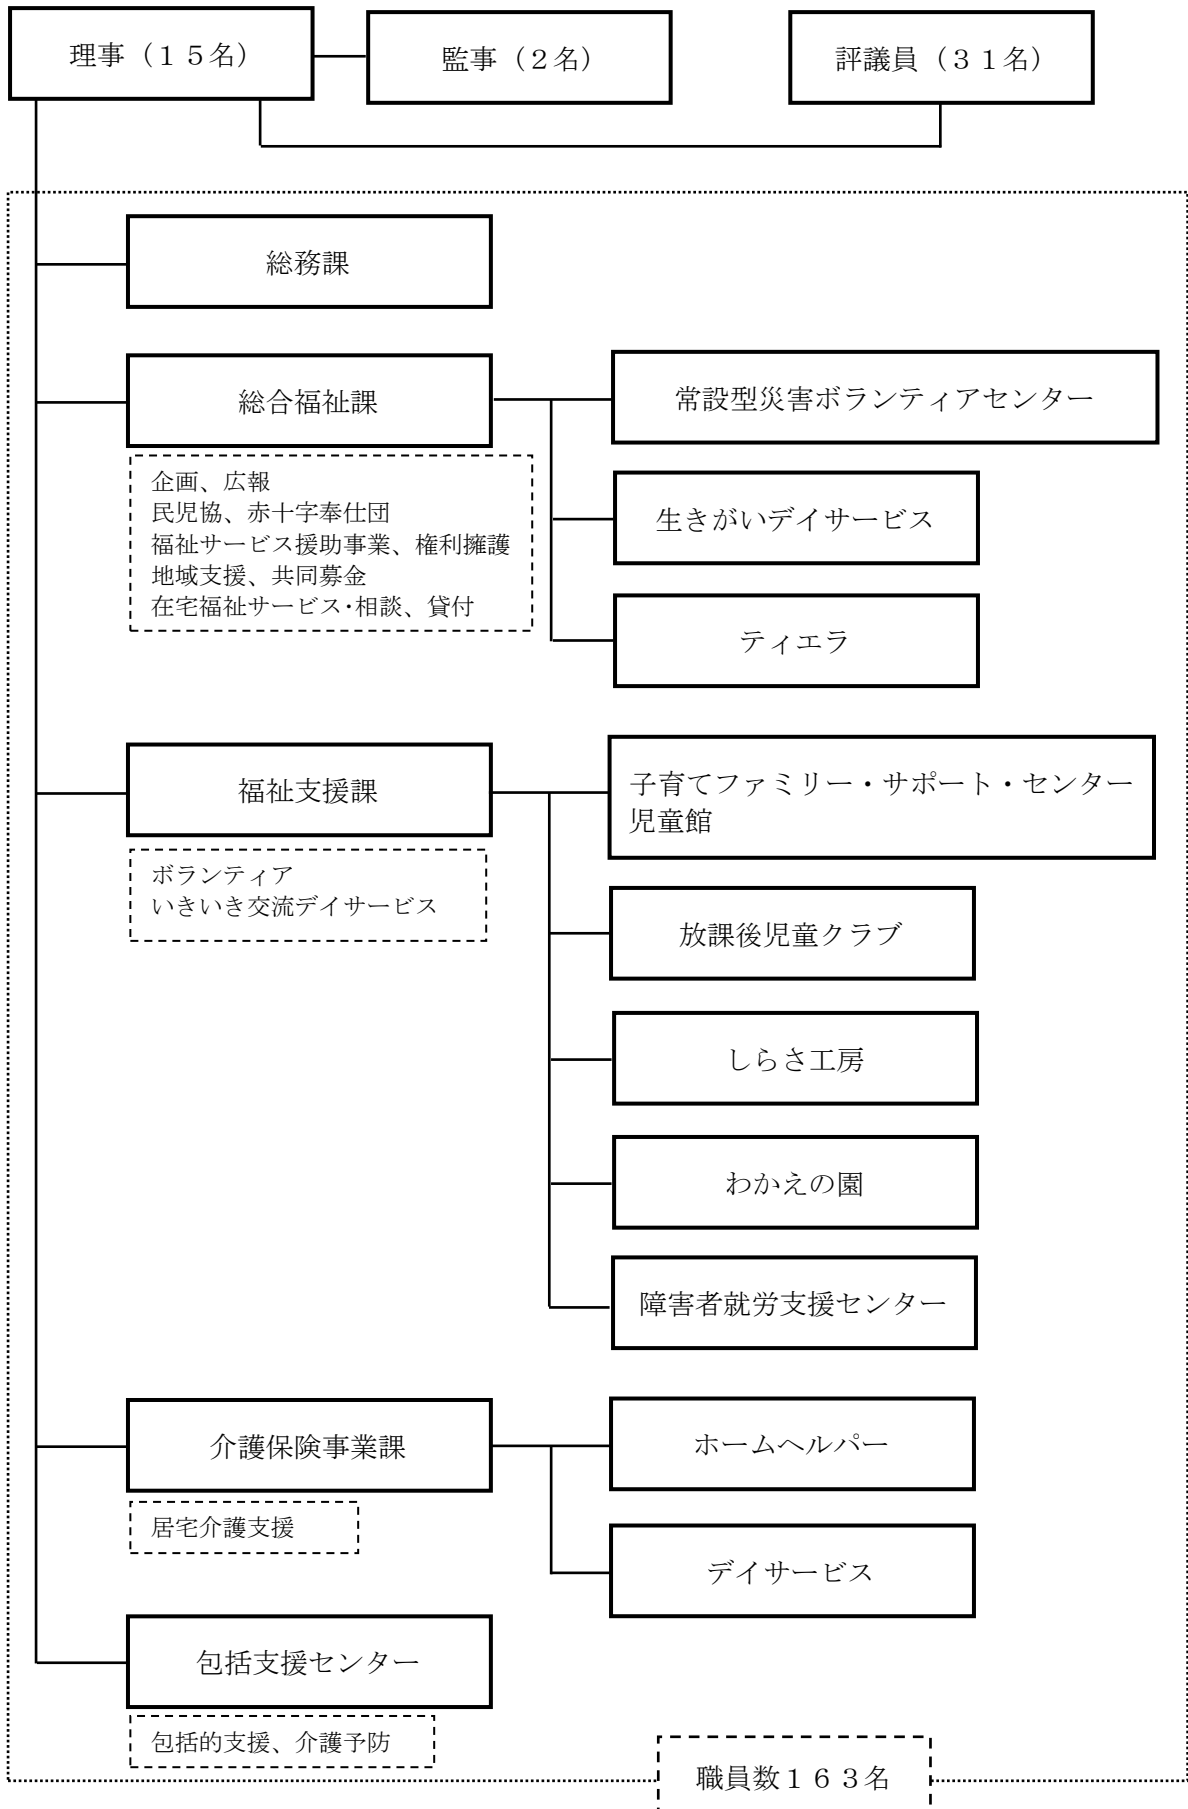 理事（１５名）
監事（２名）
評議員（３１名）
総務課
総合福祉課
企画、広報
民児協、赤十字奉仕団
福祉サービス援助事業、権利擁護
地域支援、共同募金
在宅福祉サービス・相談、貸付
常設型災害ボランティアセンター
生きがいデイサービス
ティエラ
福祉支援課
ボランティア
いきいき交流デイサービス
子育てファミリー・サポート・センター
児童館
放課後児童クラブ
しらさ工房
わかえの園
障害者就労支援センター
介護保険事業課
居宅介護支援
ホームヘルパー
デイサービス
包括支援センター
包括的支援、介護予防
職員数１６３名